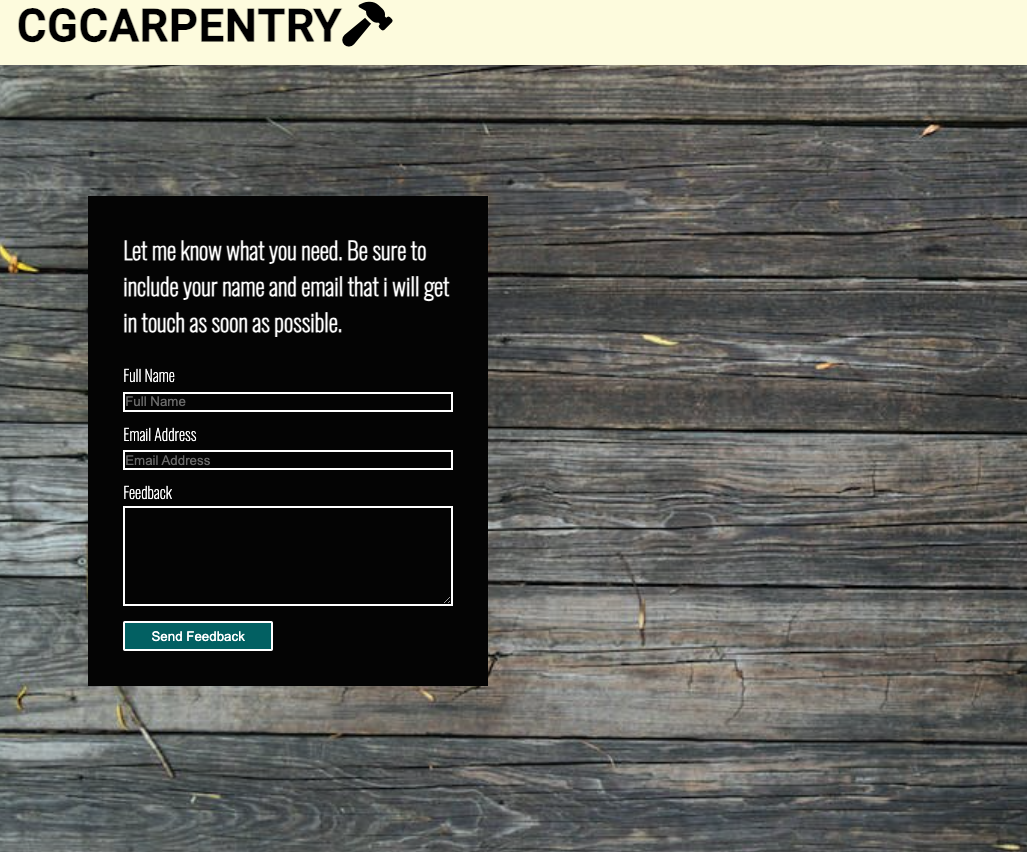 CGCARPENTRY
Let me know what you need. Be sure to
include your name and email that i will get
in touch as soon as possible.
Full Name
Full Name
Email Address
Email Address
Feedback
Send Feedback